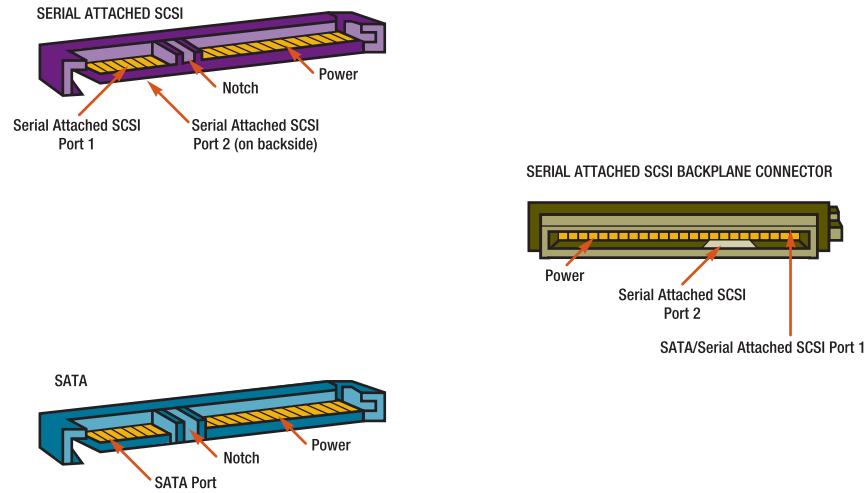 SERIAL ATTACHED SCSI
Power
Notch
Serial Attached SCSI
Port 1
Serial Attached SCSI
Port 2 (on backside)
SERIAL ATTACHED SCSI BACKPLANE CONNECTOR
Power
Serial Attached SCSI
Port 2
SATA/Serial Attached SCSI Port 1
SATA
Power
Notch
SATA Port